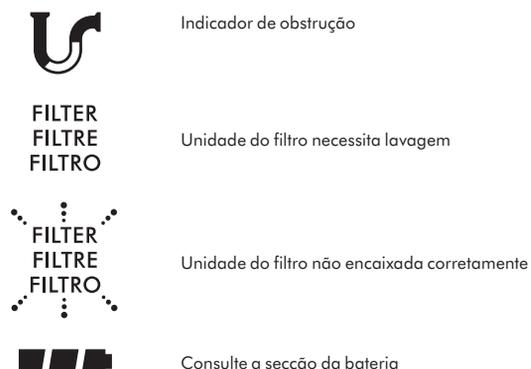 Indicador de obstrução
FILTER
FILTRE
FILTRO
Unidade do filtro necessita lavagem
FILTER
FILTRE
FILTRO
Unidade do filtro não encaixada corretamente
Consulte a secção da bateria